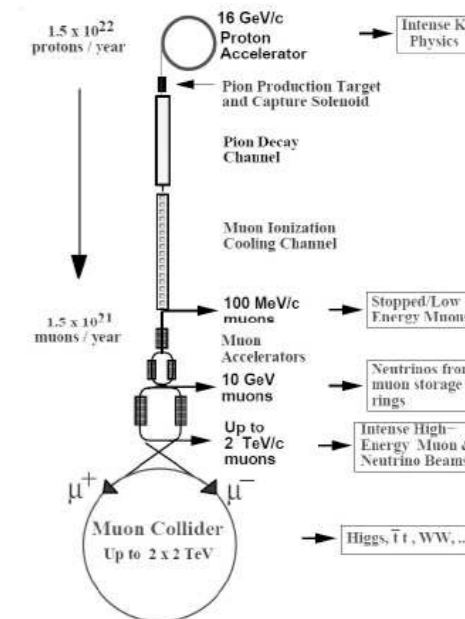 1.5 x 10²²
protons / year
16 GeV/c
Proton
Accelerator
Intense K
Physics
Pion Production Target
and Capture Solenoid
Pion Decay
Channel
Muon Ionization
Cooling Channel
1.5 x 10²¹
muons / year
100 MeV/c
muons
Stopped/Low
Energy Muons
Muon
Accelerators
10 GeV
muons
Neutrinos from
muon storage
rings
Up to
2 TeV/c
muons
Intense High-
Energy Muon &
Neutrino Beams
μ⁺
μ⁻
Muon Collider
Up to 2 x 2 TeV
Higgs, t̄ t , WW, ...